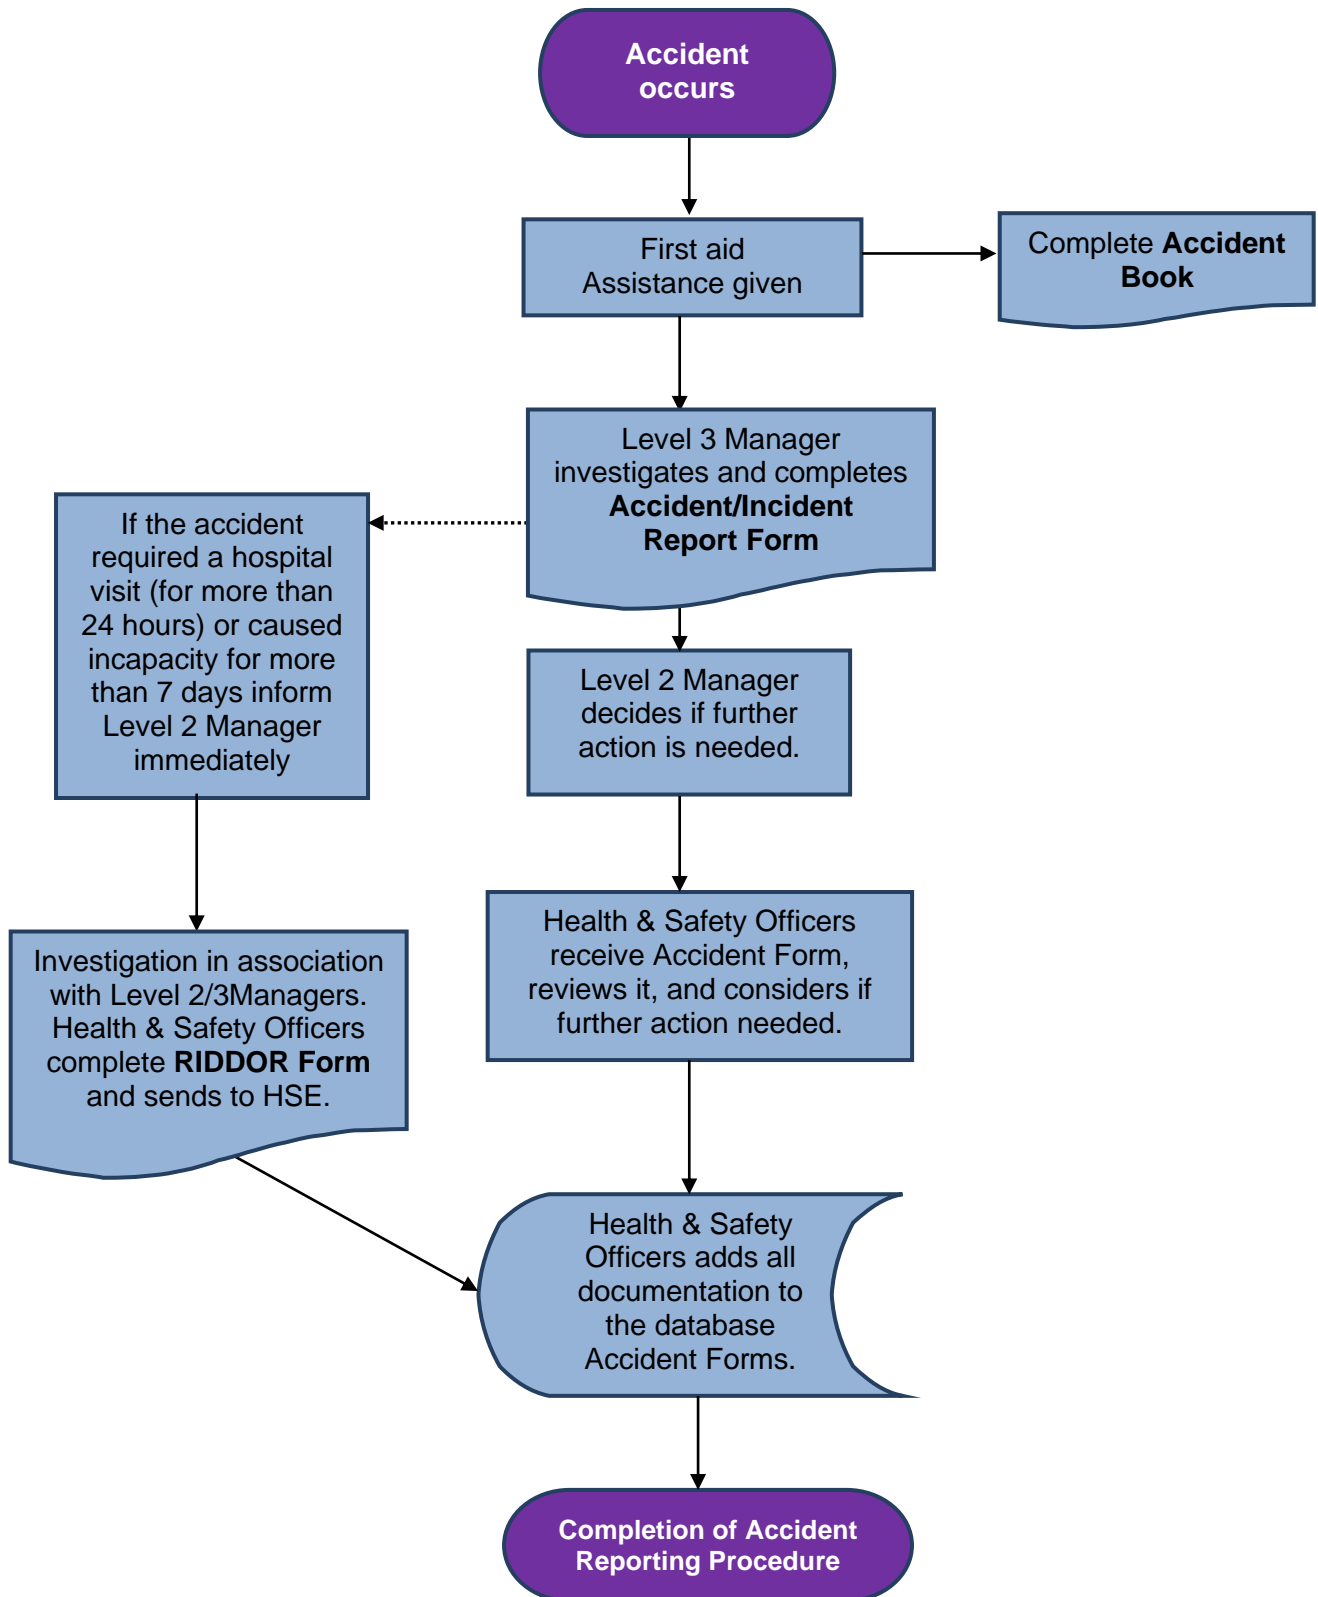 Accident
occurs
First aid
Assistance given
Complete Accident
Book
Level 3 Manager
investigates and completes
Accident/Incident
Report Form
If the accident
required a hospital
visit (for more than
24 hours) or caused
incapacity for more
than 7 days inform
Level 2 Manager
immediately
Level 2 Manager
decides if further
action is needed.
Health & Safety Officers
receive Accident Form,
reviews it, and considers if
further action needed.
Investigation in association
with Level 2/3Managers.
Health & Safety Officers
complete RIDDOR Form
and sends to HSE.
Health & Safety
Officers adds all
documentation to
the database
Accident Forms.
Completion of Accident
Reporting Procedure